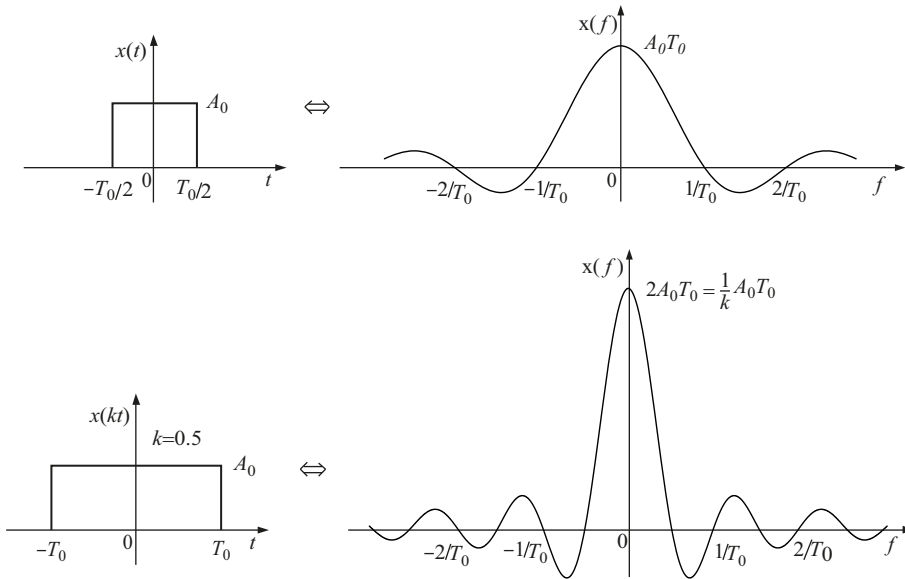 x(f)
A₀T₀
x(t)
A₀
⇔
−T₀/2
0
T₀/2
t
−2/T₀
−1/T₀
0
1/T₀
2/T₀
f
x(f)
2A₀T₀ = 1/k A₀T₀
x(kt)
k=0.5
A₀
⇔
−T₀
0
T₀
t
−2/T₀
−1/T₀
0
1/T₀
2/T0
f